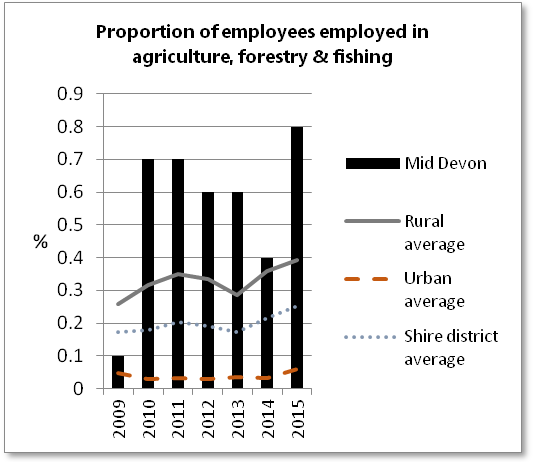 Proportion of employees employed in
agriculture, forestry & fishing
0.9
0.8
0.7
0.6
0.5
0.4
0.3
0.2
0.1
0
%
2009
2010
2011
2012
2013
2014
2015
Mid Devon
Rural
average
Urban
average
Shire district
average